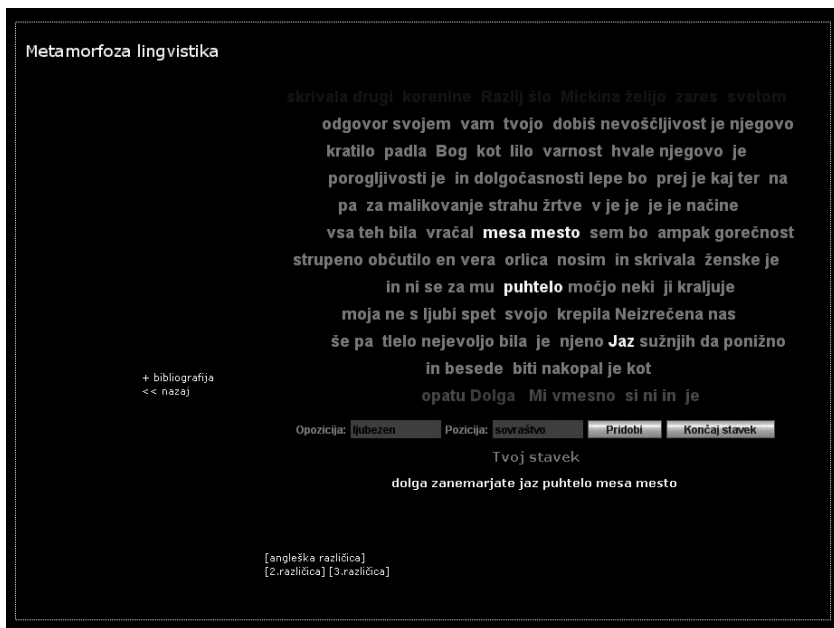 Metamorfoza lingvistika
skrivala drugi korenine Razlij šlo Mickina želijo zares svetom
odgovor svojem vam tvojo dobiš nevoščljivost je njegovo
kratilo padla Bog kot lilo varnost hvale njegovo je
porogljivosti je in dolgočasnosti lepe bo prej je kaj ter na
pa za malikovanje strahu žrtve v je je je je načine
vsa teh bila vračal mesa mesto sem bo ampak gorečnost
strupeno občutilo en vera orlica nosim in skrivala ženske je
in ni se za mu puhtelo močjo neki ji kraljuje
moja ne s ljubi spet svojo krepila Neizrečena nas
še pa tlelo nejevoljo bila je njeno Jaz sužnjih da ponižno
in besede biti nakopal je kot
+ bibliografija
<< nazaj
opatu Dolga Mi vmesno si ni in je
Opozicija: ljubezen Pozicija: sovraštvo Pridobi Končaj stavek
Tvoj stavek
dolga zanemarjate jaz puhtelo mesa mesto
[angleška različica]
[2.različica] [3.različica]